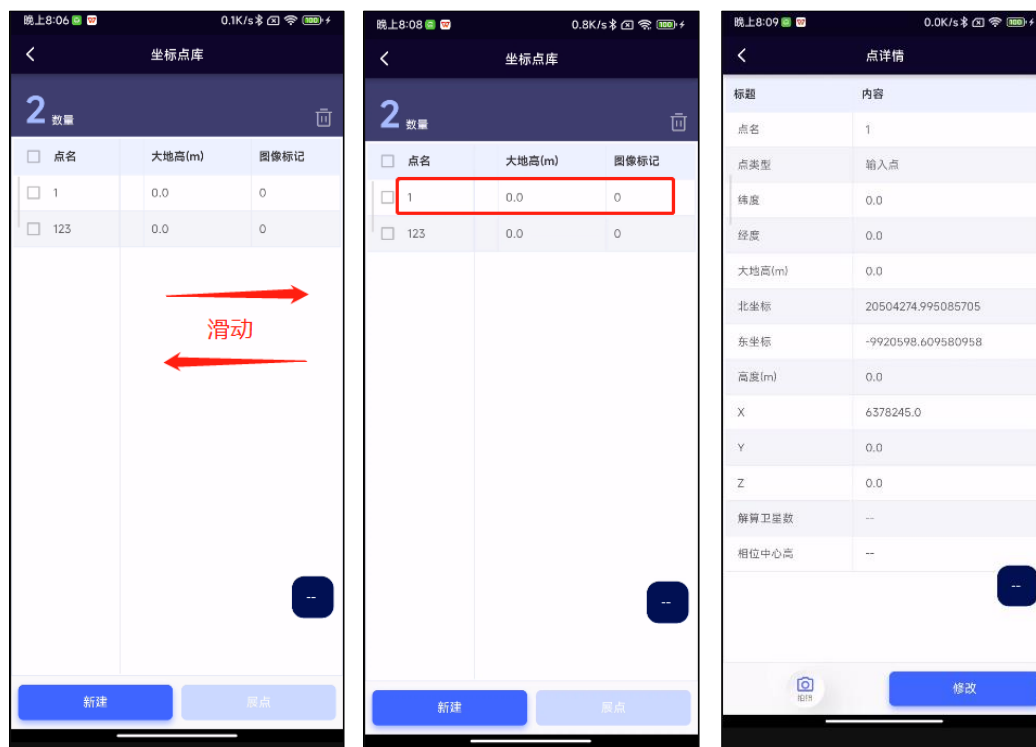 晚上8:06 0.1K/s 100
坐标点库
2 数量
点名 大地高(m) 图像标记
1 0.0 0
123 0.0 0
滑动
--
新建 展点
晚上8:08 0.8K/s 100
坐标点库
2 数量
点名 大地高(m) 图像标记
1 0.0 0
123 0.0 0
--
新建 展点
晚上8:09 0.0K/s 100
点详情
标题 内容
点名 1
点类型 输入点
纬度 0.0
经度 0.0
大地高(m) 0.0
北坐标 20504274.995085705
东坐标 -9920598.609580958
高度(m) 0.0
X 6378245.0
Y 0.0
Z 0.0
解算卫星数 --
相位中心高 --
--
拍照 修改